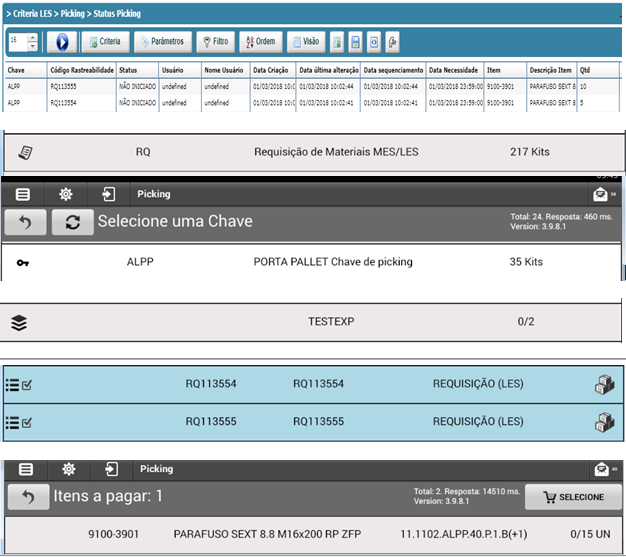 > Criteria LES > Picking > Status Picking
16 Criteria Parámetros Filtro Ordem Visão
Chave Código Rastreabilidade Status Usuário Nome Usuário Data Criação Data última alteração Data sequenciamento Data Necessidade Item Descrição Item Qtd
ALPP RQ113554 NÃO INICIADO undefined undefined 01/03/2018 10:0 01/03/2018 10:02:44 01/03/2018 10:02:44 01/03/2018 23:59:00 9100-3901 PARAFUSO SEXT 8 10
ALPP RQ113555 NÃO INICIADO undefined undefined 01/03/2018 10:0 01/03/2018 10:02:41 01/03/2018 10:02:41 01/03/2018 23:59:00 9100-3901 PARAFUSO SEXT 8 5
RQ Requisição de Materiais MES/LES 217 Kits
Picking
Selecione uma Chave
Total: 24. Resposta: 460 ms.
Version: 3.9.8.1
ALPP PORTA PALLET Chave de picking 35 Kits
TESTEXP 0/2
RQ113554 RQ113554 REQUISIÇÃO (LES)
RQ113555 RQ113555 REQUISIÇÃO (LES)
Picking
Itens a pagar: 1
Total: 2. Resposta: 14510 ms.
Version: 3.9.8.1
SELECIONE
9100-3901 PARAFUSO SEXT 8.8 M16x200 RP ZFP 11.1102.ALPP.40.P.1.B(+1) 0/15 UN